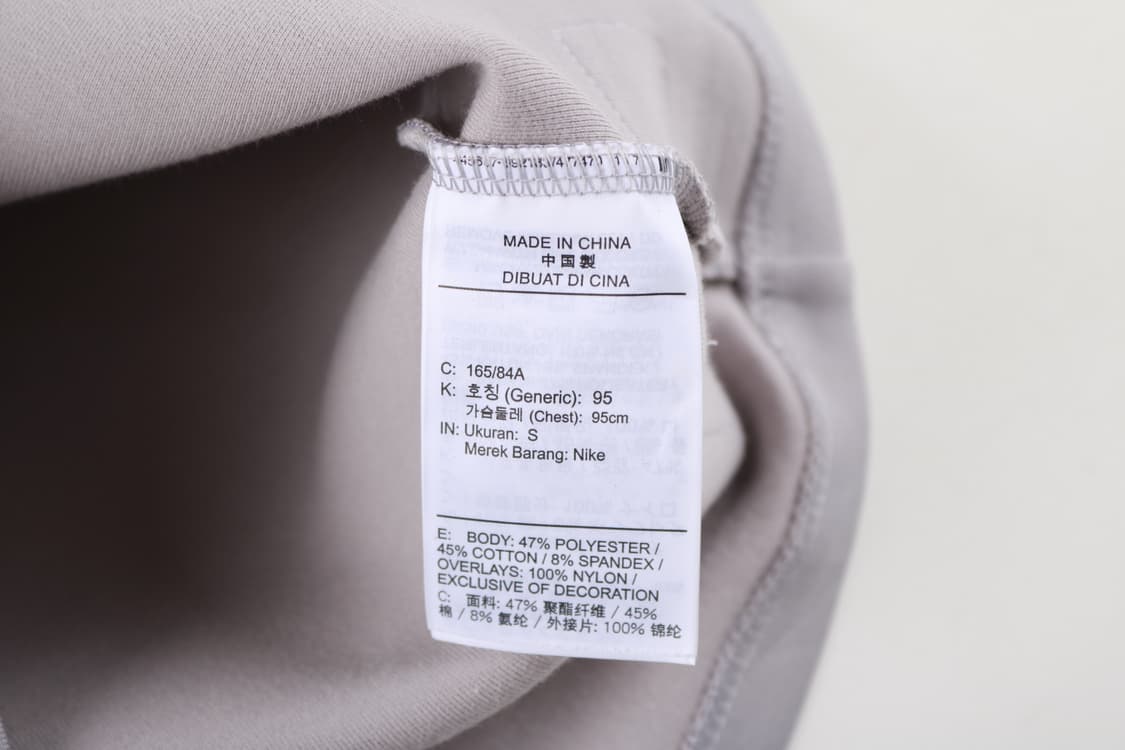 MADE IN CHINA
中国製
DIBUAT DI CINA
C: 165/84A
K: 호칭 (Generic): 95
가슴둘레 (Chest): 95cm
IN: Ukuran: S
Merek Barang: Nike
E: BODY: 47% POLYESTER /
45% COTTON / 8% SPANDEX /
OVERLAYS: 100% NYLON /
EXCLUSIVE OF DECORATION
C: 面料: 47% 聚酯纤维 / 45%
棉 / 8% 氨纶 / 外接片: 100% 锦纶